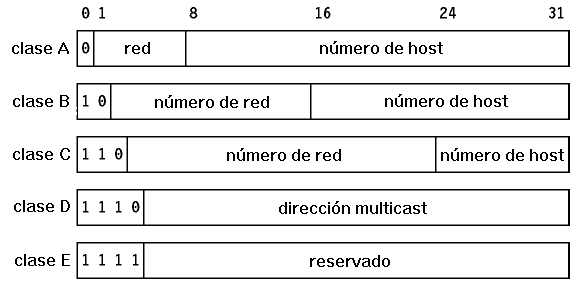 0 1 8 16 24 31
clase A 0 red número de host
clase B 1 0 número de red número de host
clase C 1 1 0 número de red número de host
clase D 1 1 1 0 dirección multicast
clase E 1 1 1 1 reservado